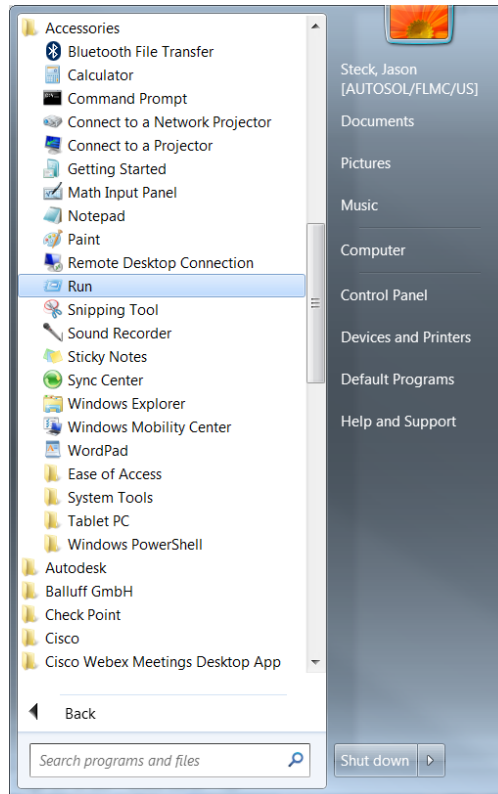 Accessories
Bluetooth File Transfer
Calculator
Command Prompt
Connect to a Network Projector
Connect to a Projector
Getting Started
Math Input Panel
Notepad
Paint
Remote Desktop Connection
Run
Snipping Tool
Sound Recorder
Sticky Notes
Sync Center
Windows Explorer
Windows Mobility Center
WordPad
Ease of Access
System Tools
Tablet PC
Windows PowerShell
Autodesk
Balluff GmbH
Check Point
Cisco
Cisco Webex Meetings Desktop App
Back
Search programs and files
Steck, Jason
[AUTOSOL/FLMC/US]
Documents
Pictures
Music
Computer
Control Panel
Devices and Printers
Default Programs
Help and Support
Shut down